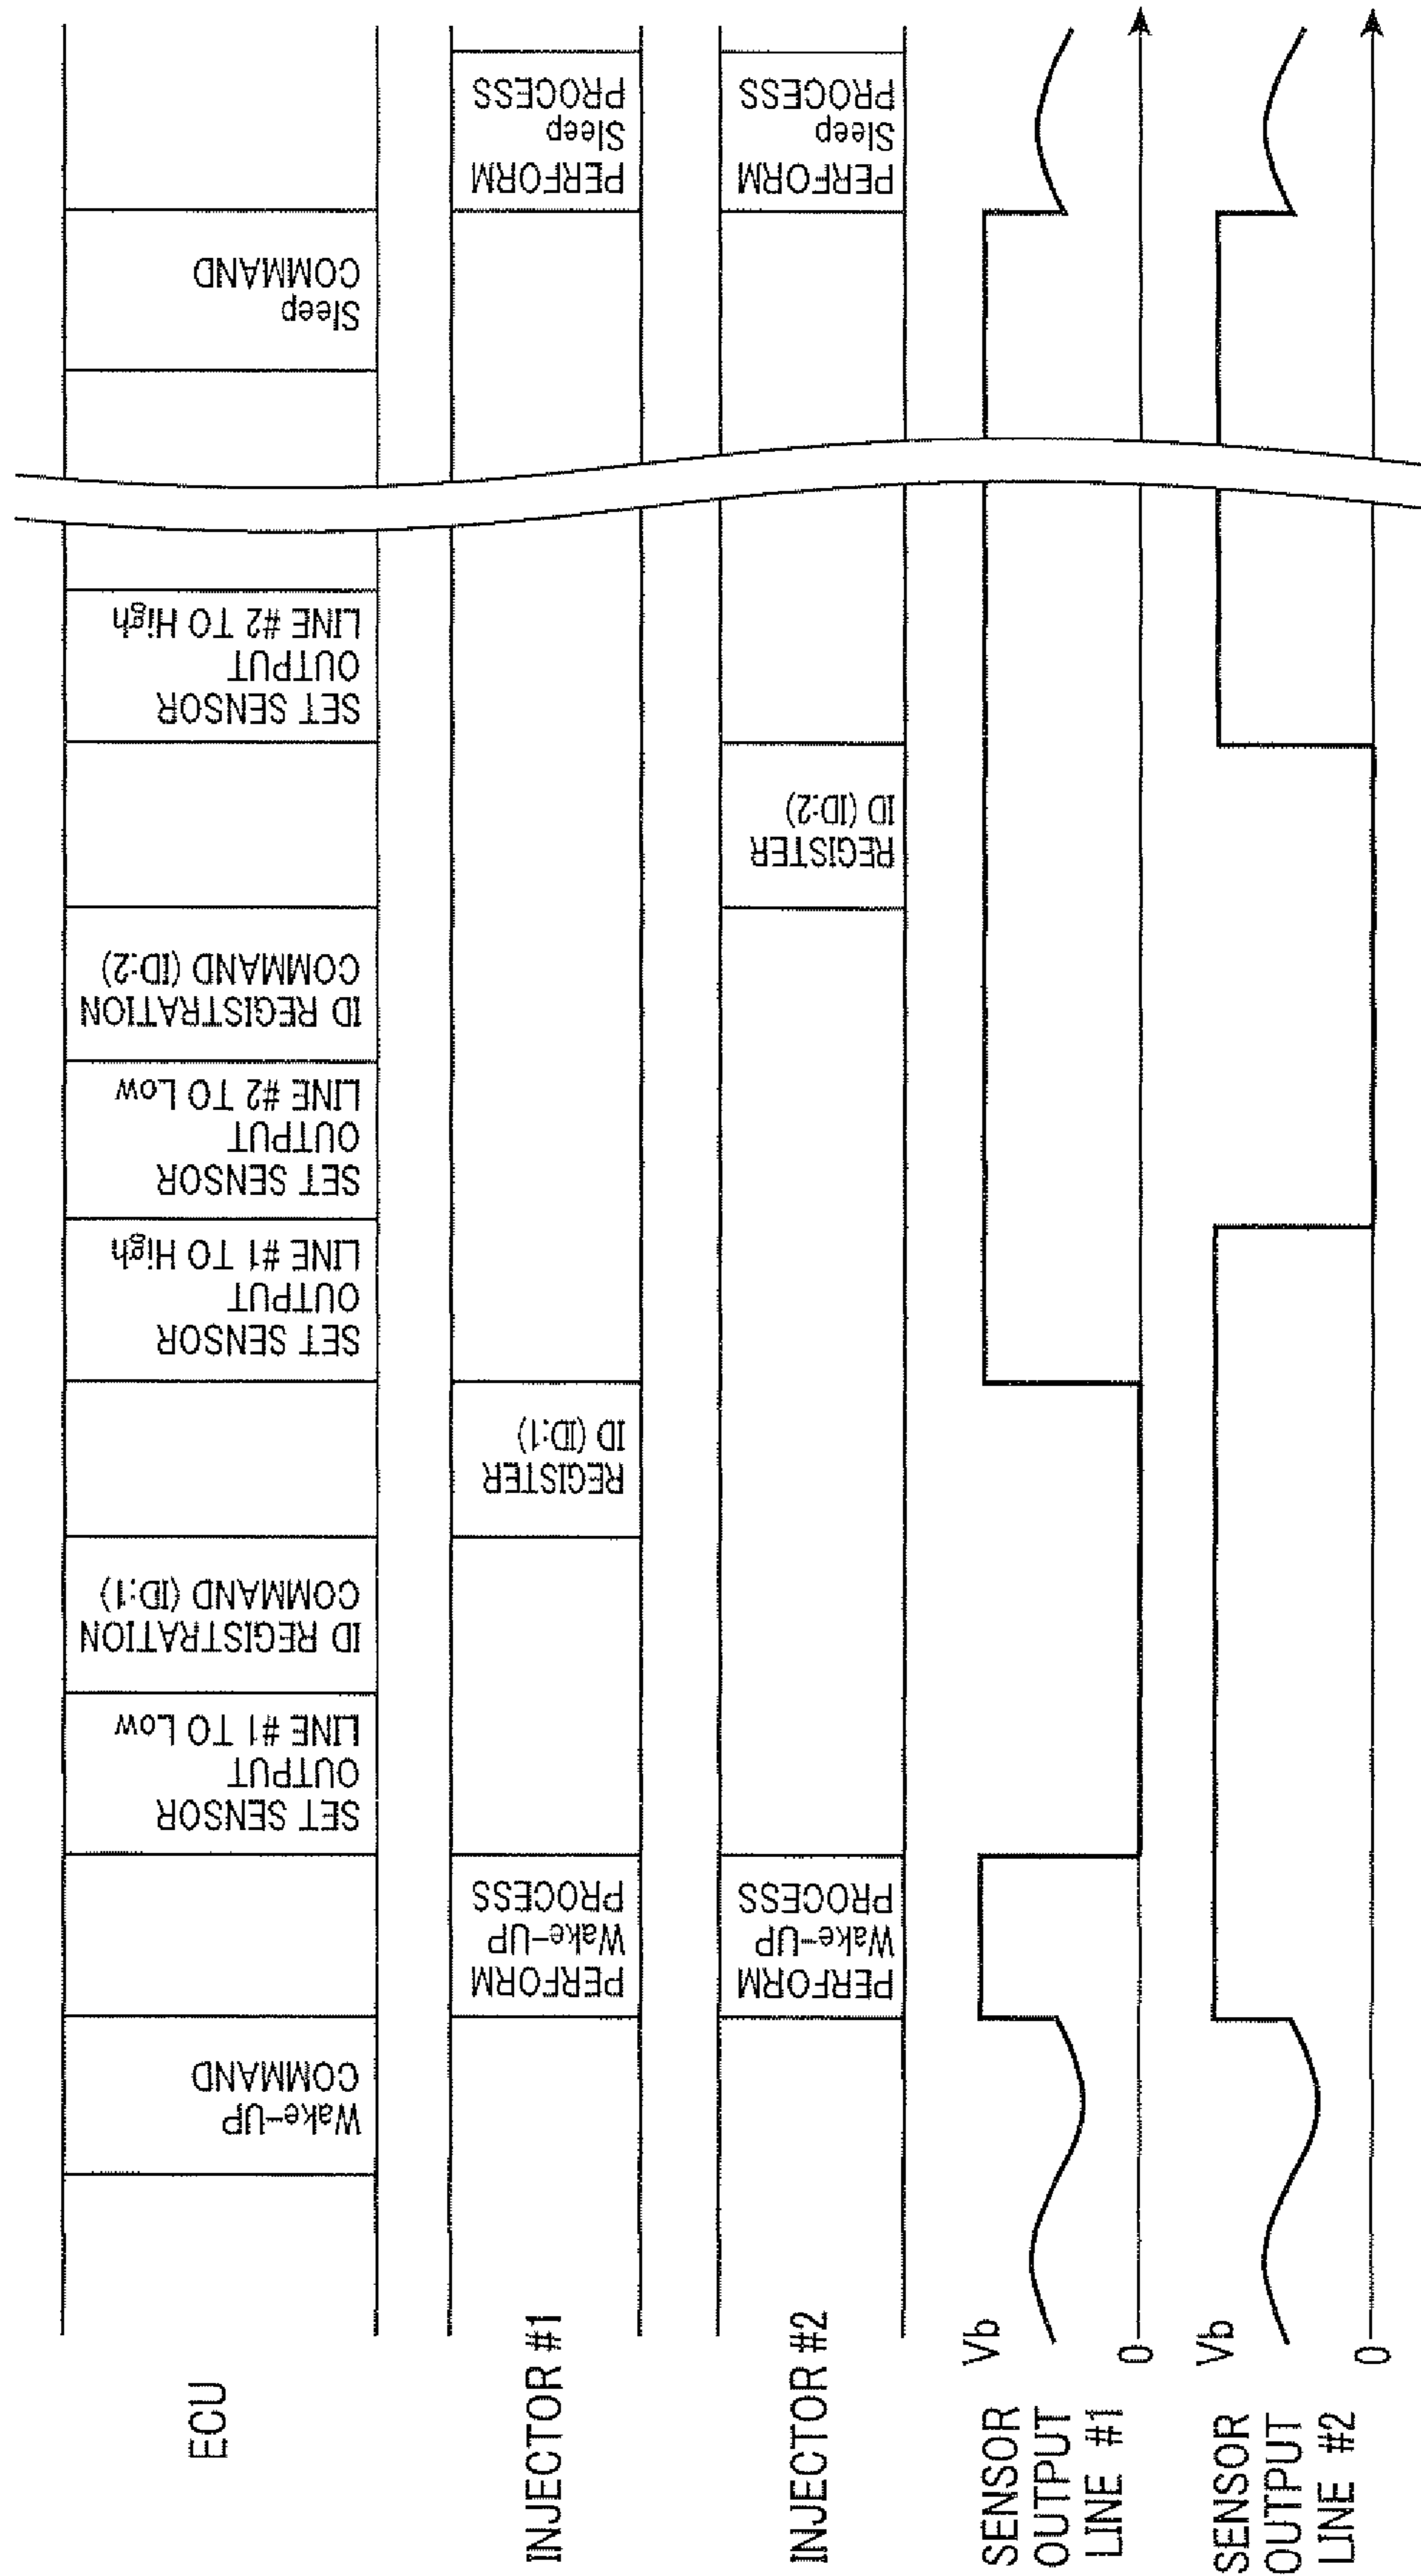 ECU
Wake-UP
COMMAND
SET SENSOR
OUTPUT
LINE #1 TO Low
ID REGISTRATION
COMMAND (ID:1)
SET SENSOR
OUTPUT
LINE #1 TO High
SET SENSOR
OUTPUT
LINE #2 TO Low
ID REGISTRATION
COMMAND (ID:2)
SET SENSOR
OUTPUT
LINE #2 TO High
Sleep
COMMAND
INJECTOR #1
PERFORM
Wake-UP
PROCESS
REGISTER
ID (ID:1)
PERFORM
Sleep
PROCESS
INJECTOR #2
PERFORM
Wake-UP
PROCESS
REGISTER
ID (ID:2)
PERFORM
Sleep
PROCESS
SENSOR
OUTPUT
LINE #1
Vb
0
SENSOR
OUTPUT
LINE #2
Vb
0